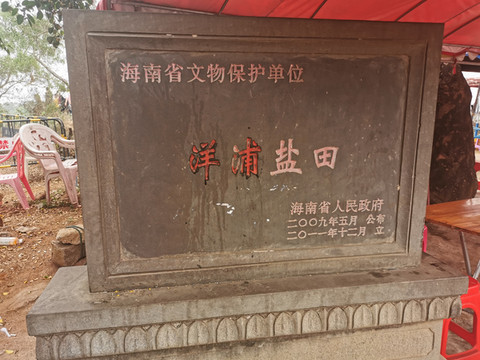 海南省文物保护单位
洋浦盐田
海南省人民政府
二〇〇九年五月 公布
二〇一一年十二月 立